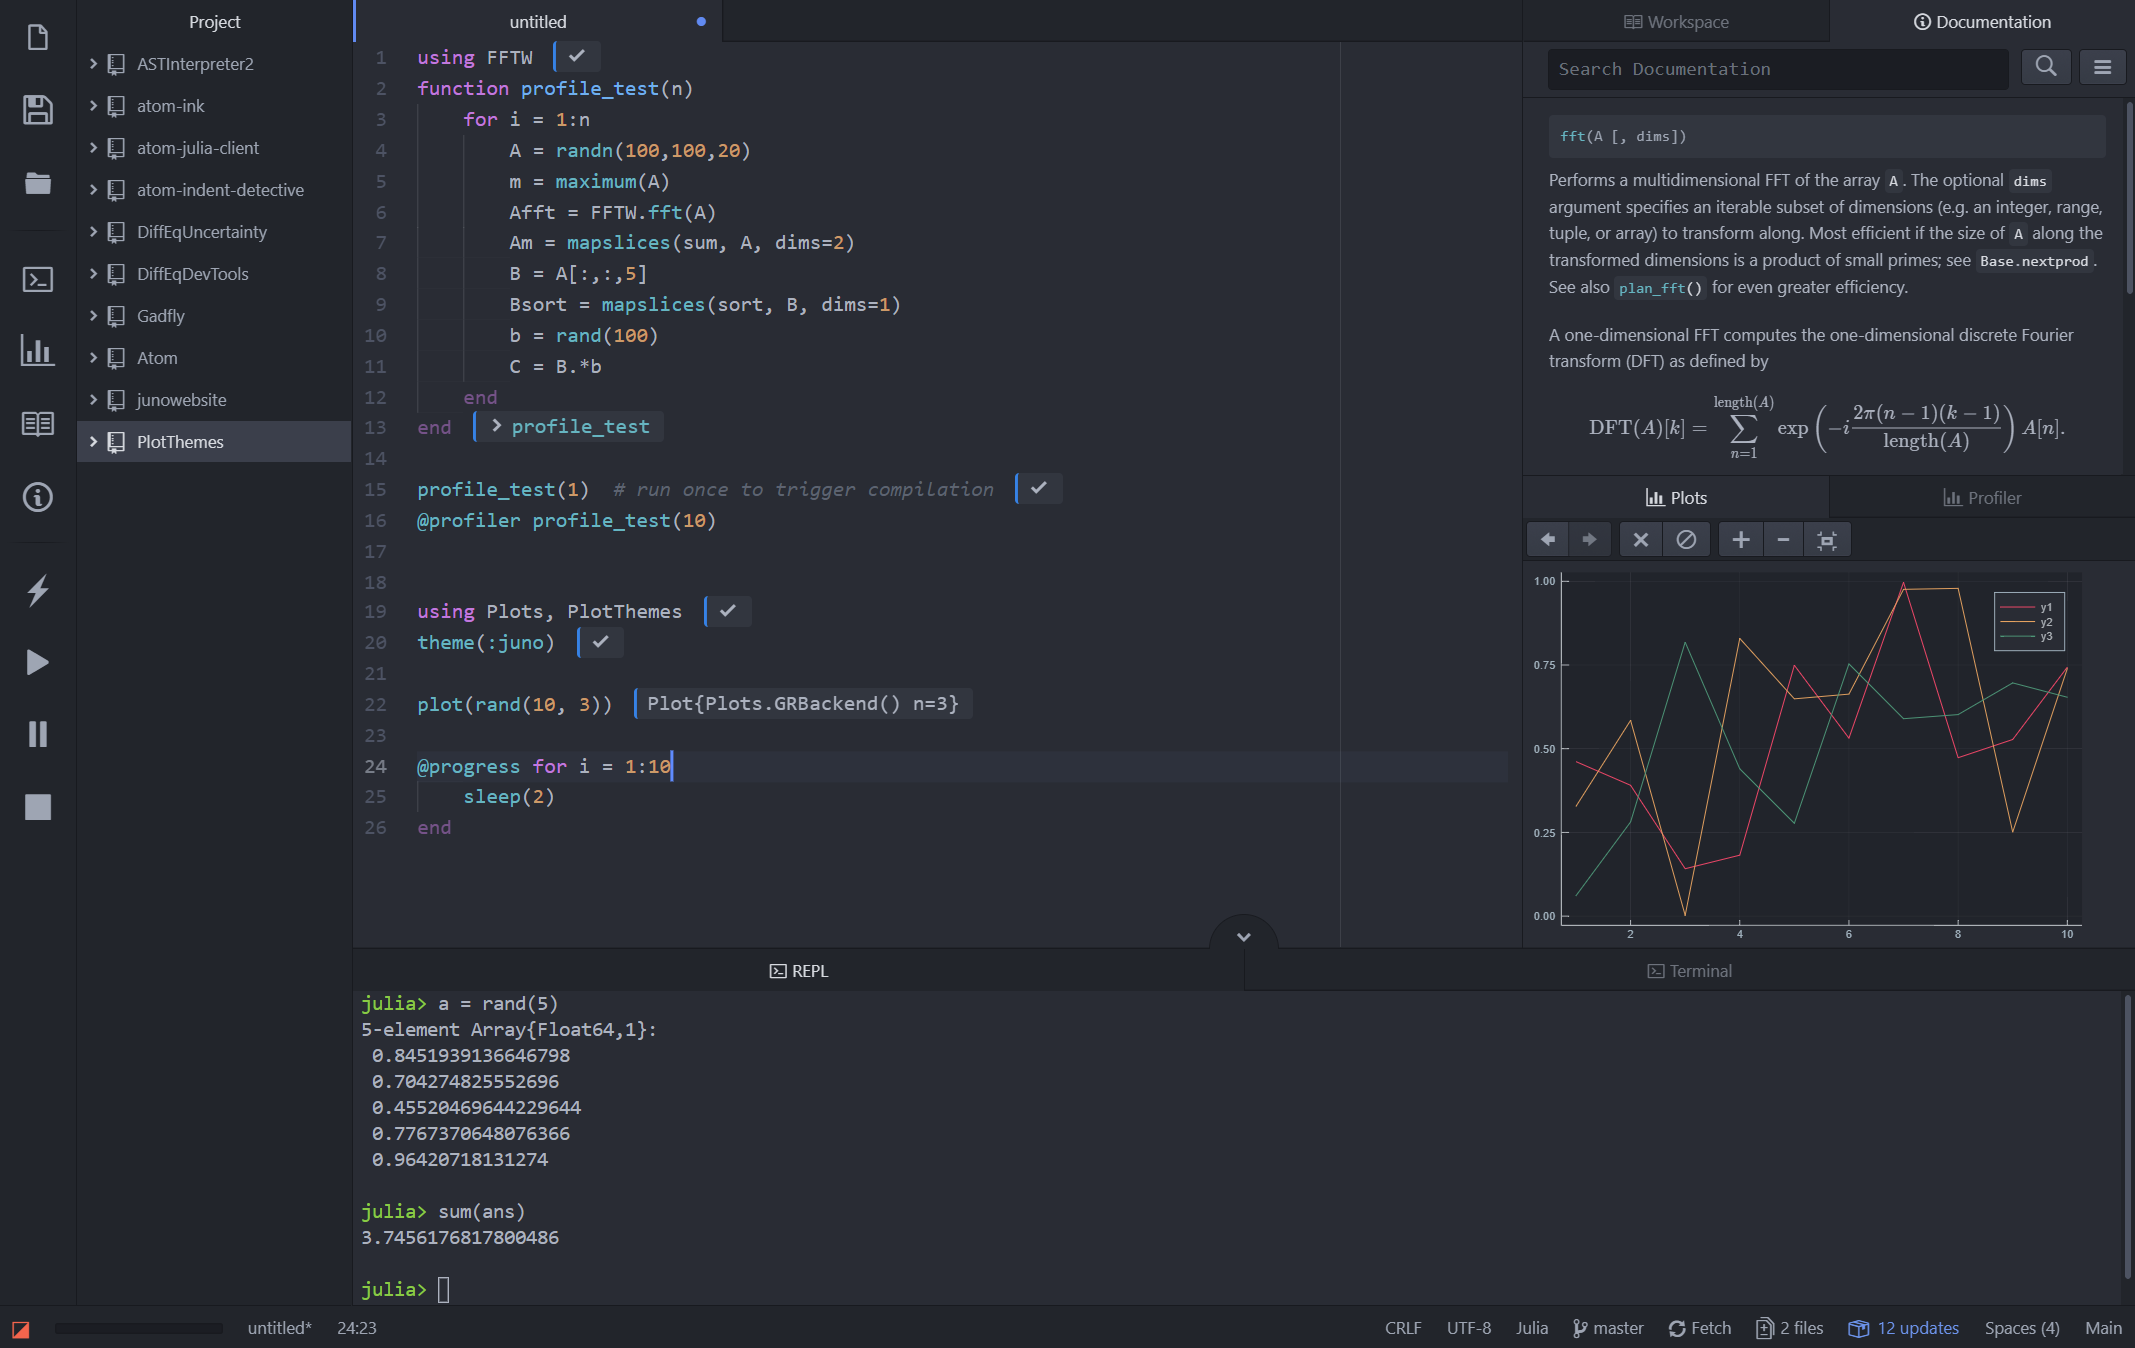 Project
ASTInterpreter2
atom-ink
atom-julia-client
atom-indent-detective
DiffEqUncertainty
DiffEqDevTools
Gadfly
Atom
junowebsite
PlotThemes
untitled
1 using FFTW
2 function profile_test(n)
3 for i = 1:n
4 A = randn(100,100,20)
5 m = maximum(A)
6 Afft = FFTW.fft(A)
7 Am = mapslices(sum, A, dims=2)
8 B = A[:,:,5]
9 Bsort = mapslices(sort, B, dims=1)
10 b = rand(100)
11 C = B.*b
12 end
13 end > profile_test
14
15 profile_test(1) # run once to trigger compilation
16 @profiler profile_test(10)
17
18
19 using Plots, PlotThemes
20 theme(:juno)
21
22 plot(rand(10, 3)) Plot{Plots.GRBackend() n=3}
23
24 @progress for i = 1:10
25 sleep(2)
26 end
Workspace
Documentation
Search Documentation
fft(A [, dims])
Performs a multidimensional FFT of the array A. The optional dims
argument specifies an iterable subset of dimensions (e.g. an integer, range,
tuple, or array) to transform along. Most efficient if the size of A along the
transformed dimensions is a product of small primes; see Base.nextprod.
See also plan_fft() for even greater efficiency.
A one-dimensional FFT computes the one-dimensional discrete Fourier
transform (DFT) as defined by
DFT(A)[k] = ∑_{n=1}^{length(A)} exp(−i 2π(n − 1)(k − 1) / length(A)) A[n].
Plots
Profiler
1.00
0.75
0.50
0.25
0.00
2 4 6 8 10
y1
y2
y3
REPL
Terminal
julia> a = rand(5)
5-element Array{Float64,1}:
0.8451939136646798
0.704274825552696
0.45520469644229644
0.7767370648076366
0.96420718131274
julia> sum(ans)
3.7456176817800486
julia>
untitled* 24:23 CRLF UTF-8 Julia master Fetch 2 files 12 updates Spaces (4) Main